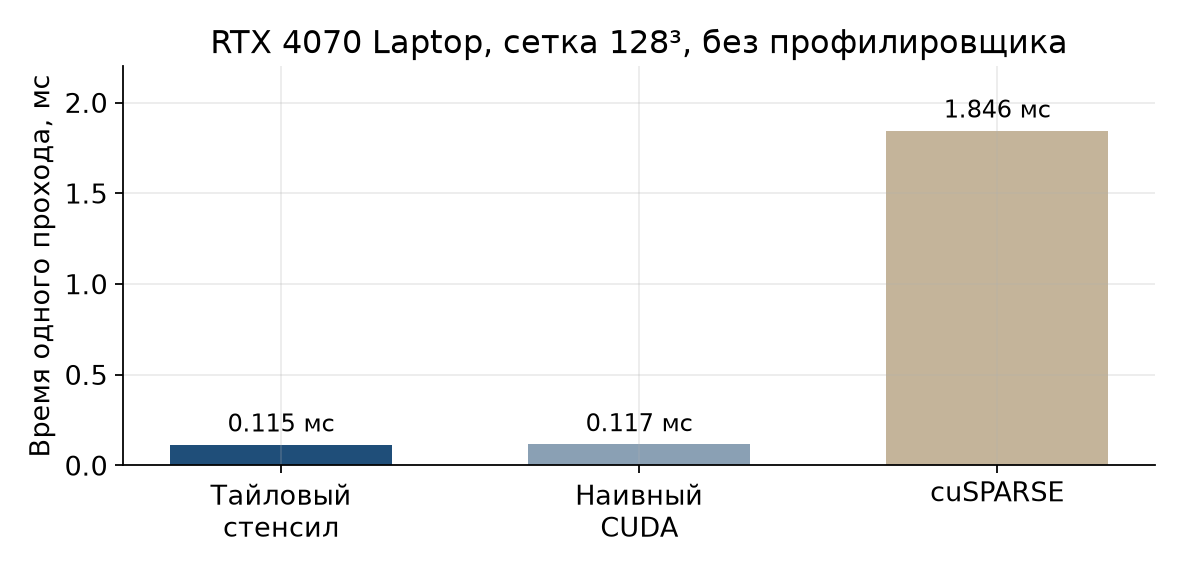 RTX 4070 Laptop, сетка 128³, без профилировщика
Время одного прохода, мс
2.0
1.5
1.0
0.5
0.0
0.115 мс
0.117 мс
1.846 мс
Тайловый
стенсил
Наивный
CUDA
cuSPARSE